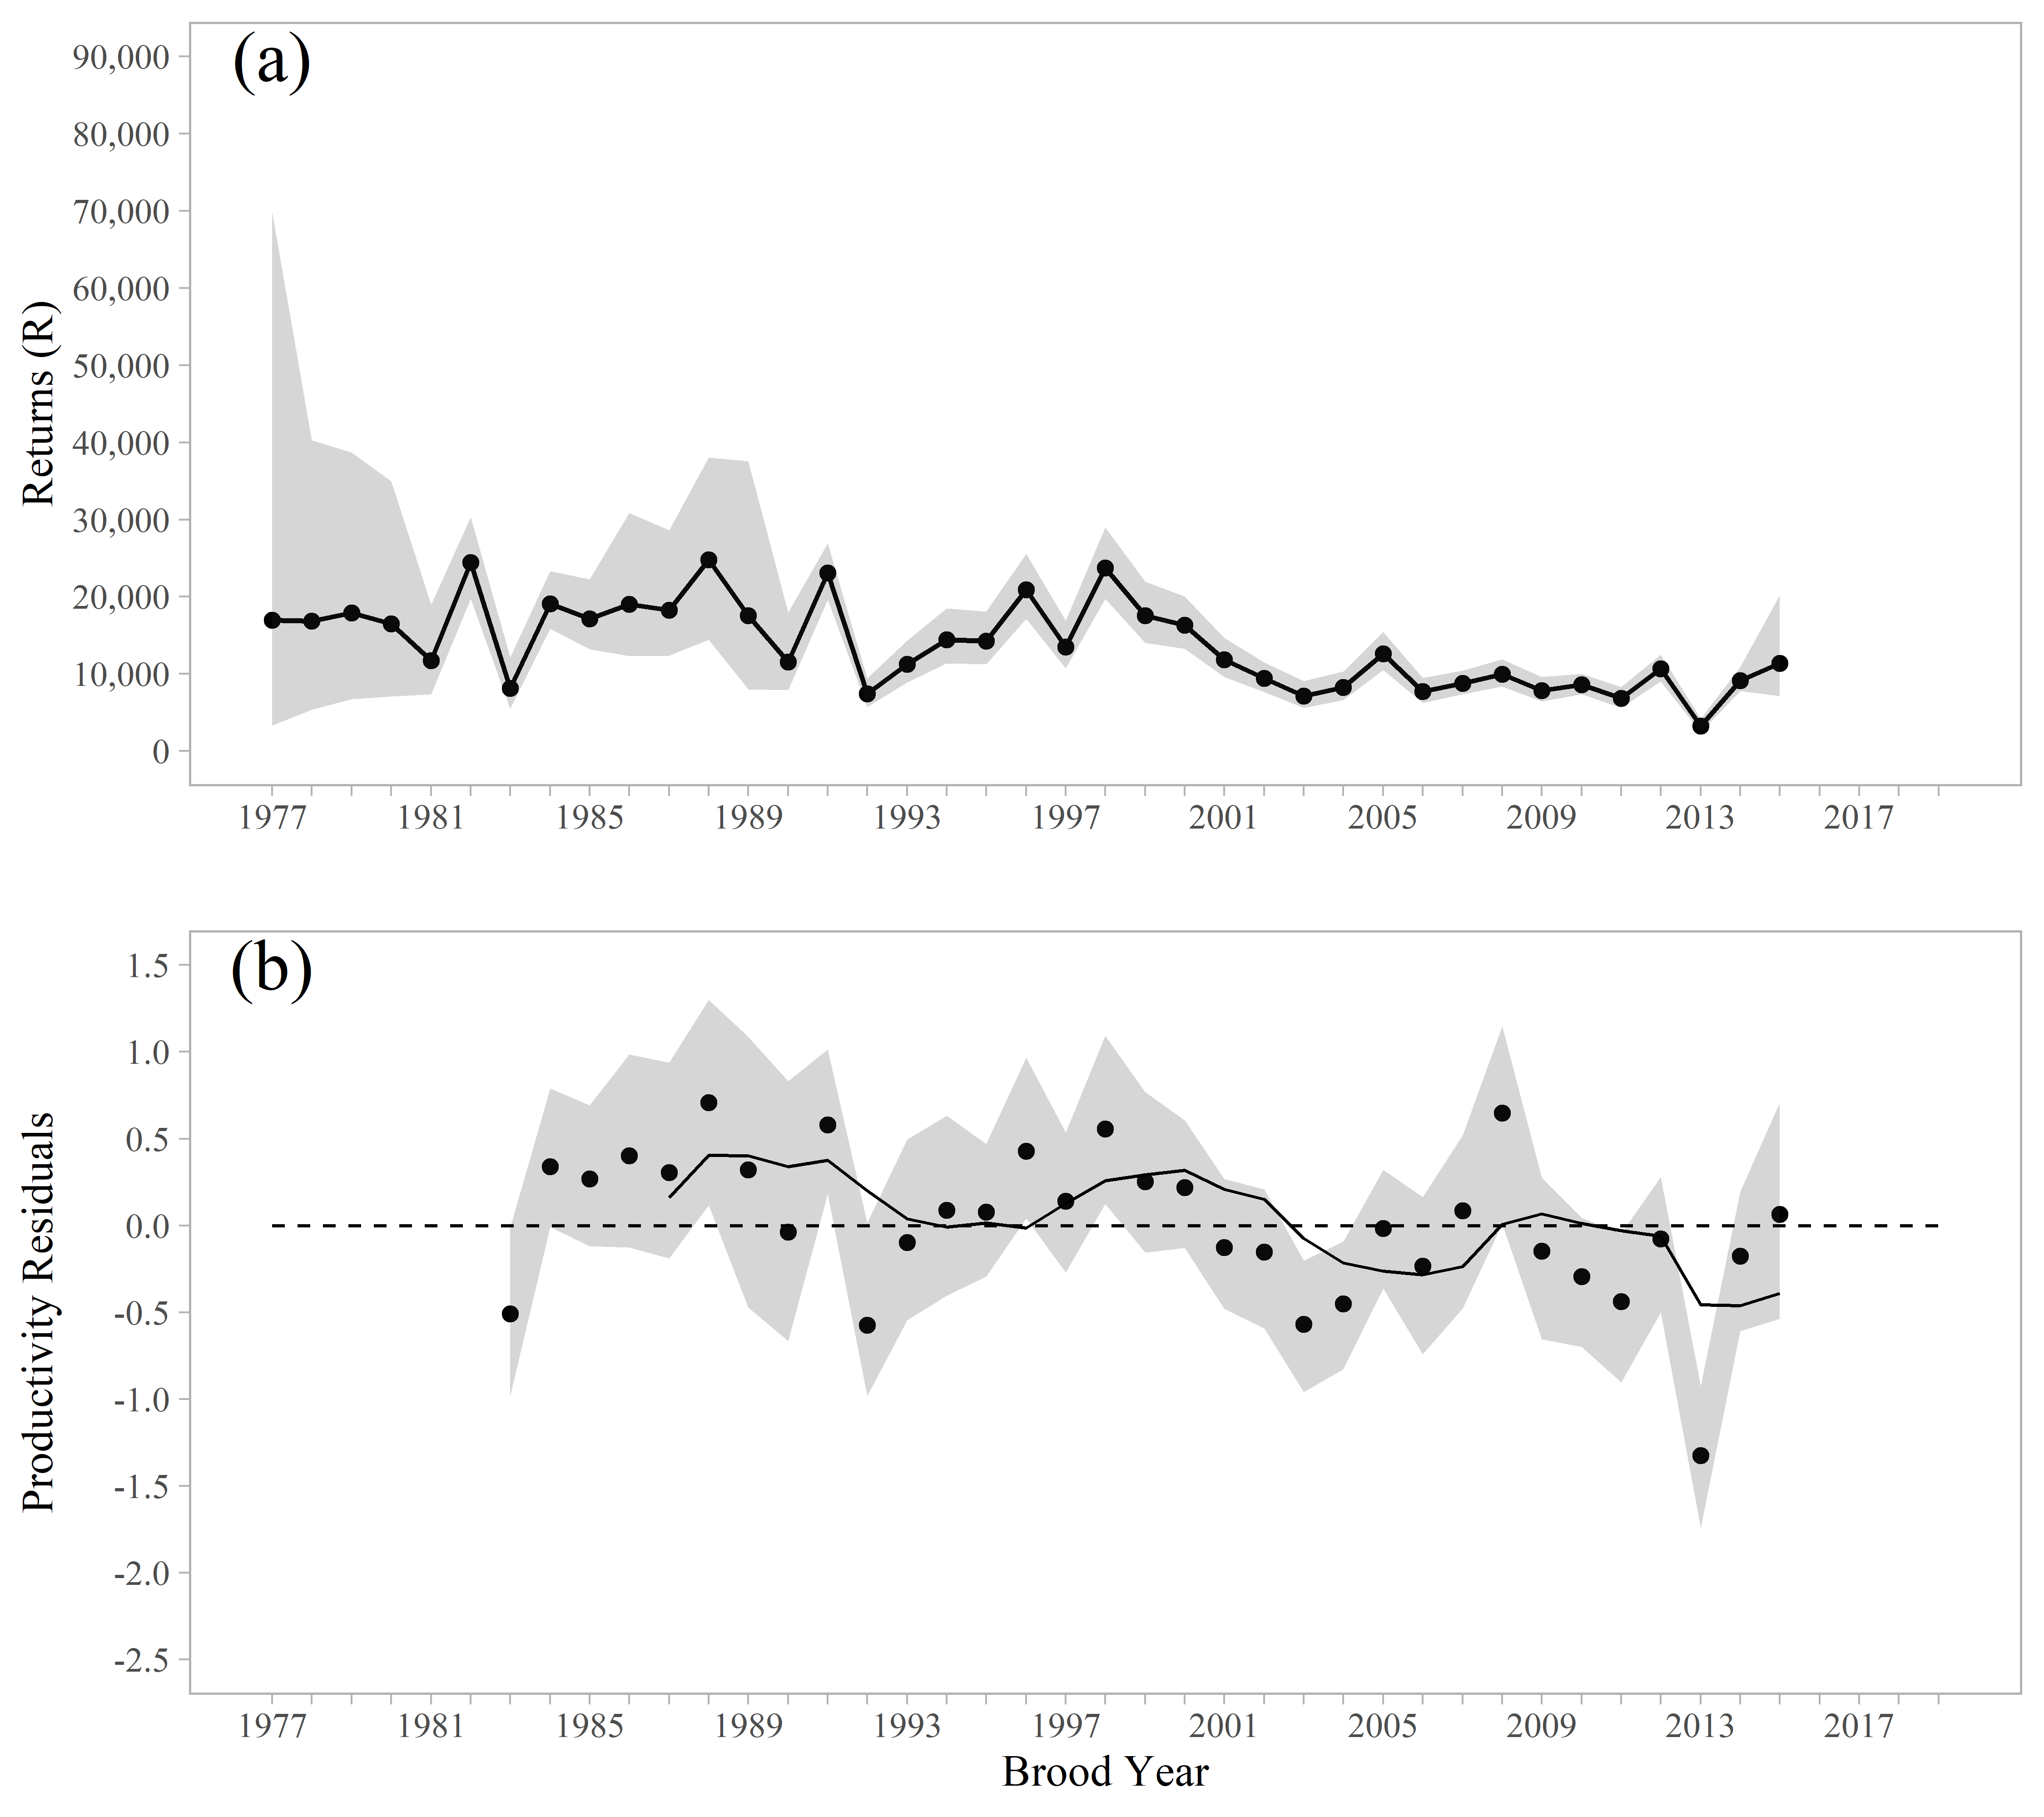 (a)
Returns (R)
90,000
80,000
70,000
60,000
50,000
40,000
30,000
20,000
10,000
0
1977 1981 1985 1989 1993 1997 2001 2005 2009 2013 2017
(b)
Productivity Residuals
1.5
1.0
0.5
0.0
-0.5
-1.0
-1.5
-2.0
-2.5
1977 1981 1985 1989 1993 1997 2001 2005 2009 2013 2017
Brood Year